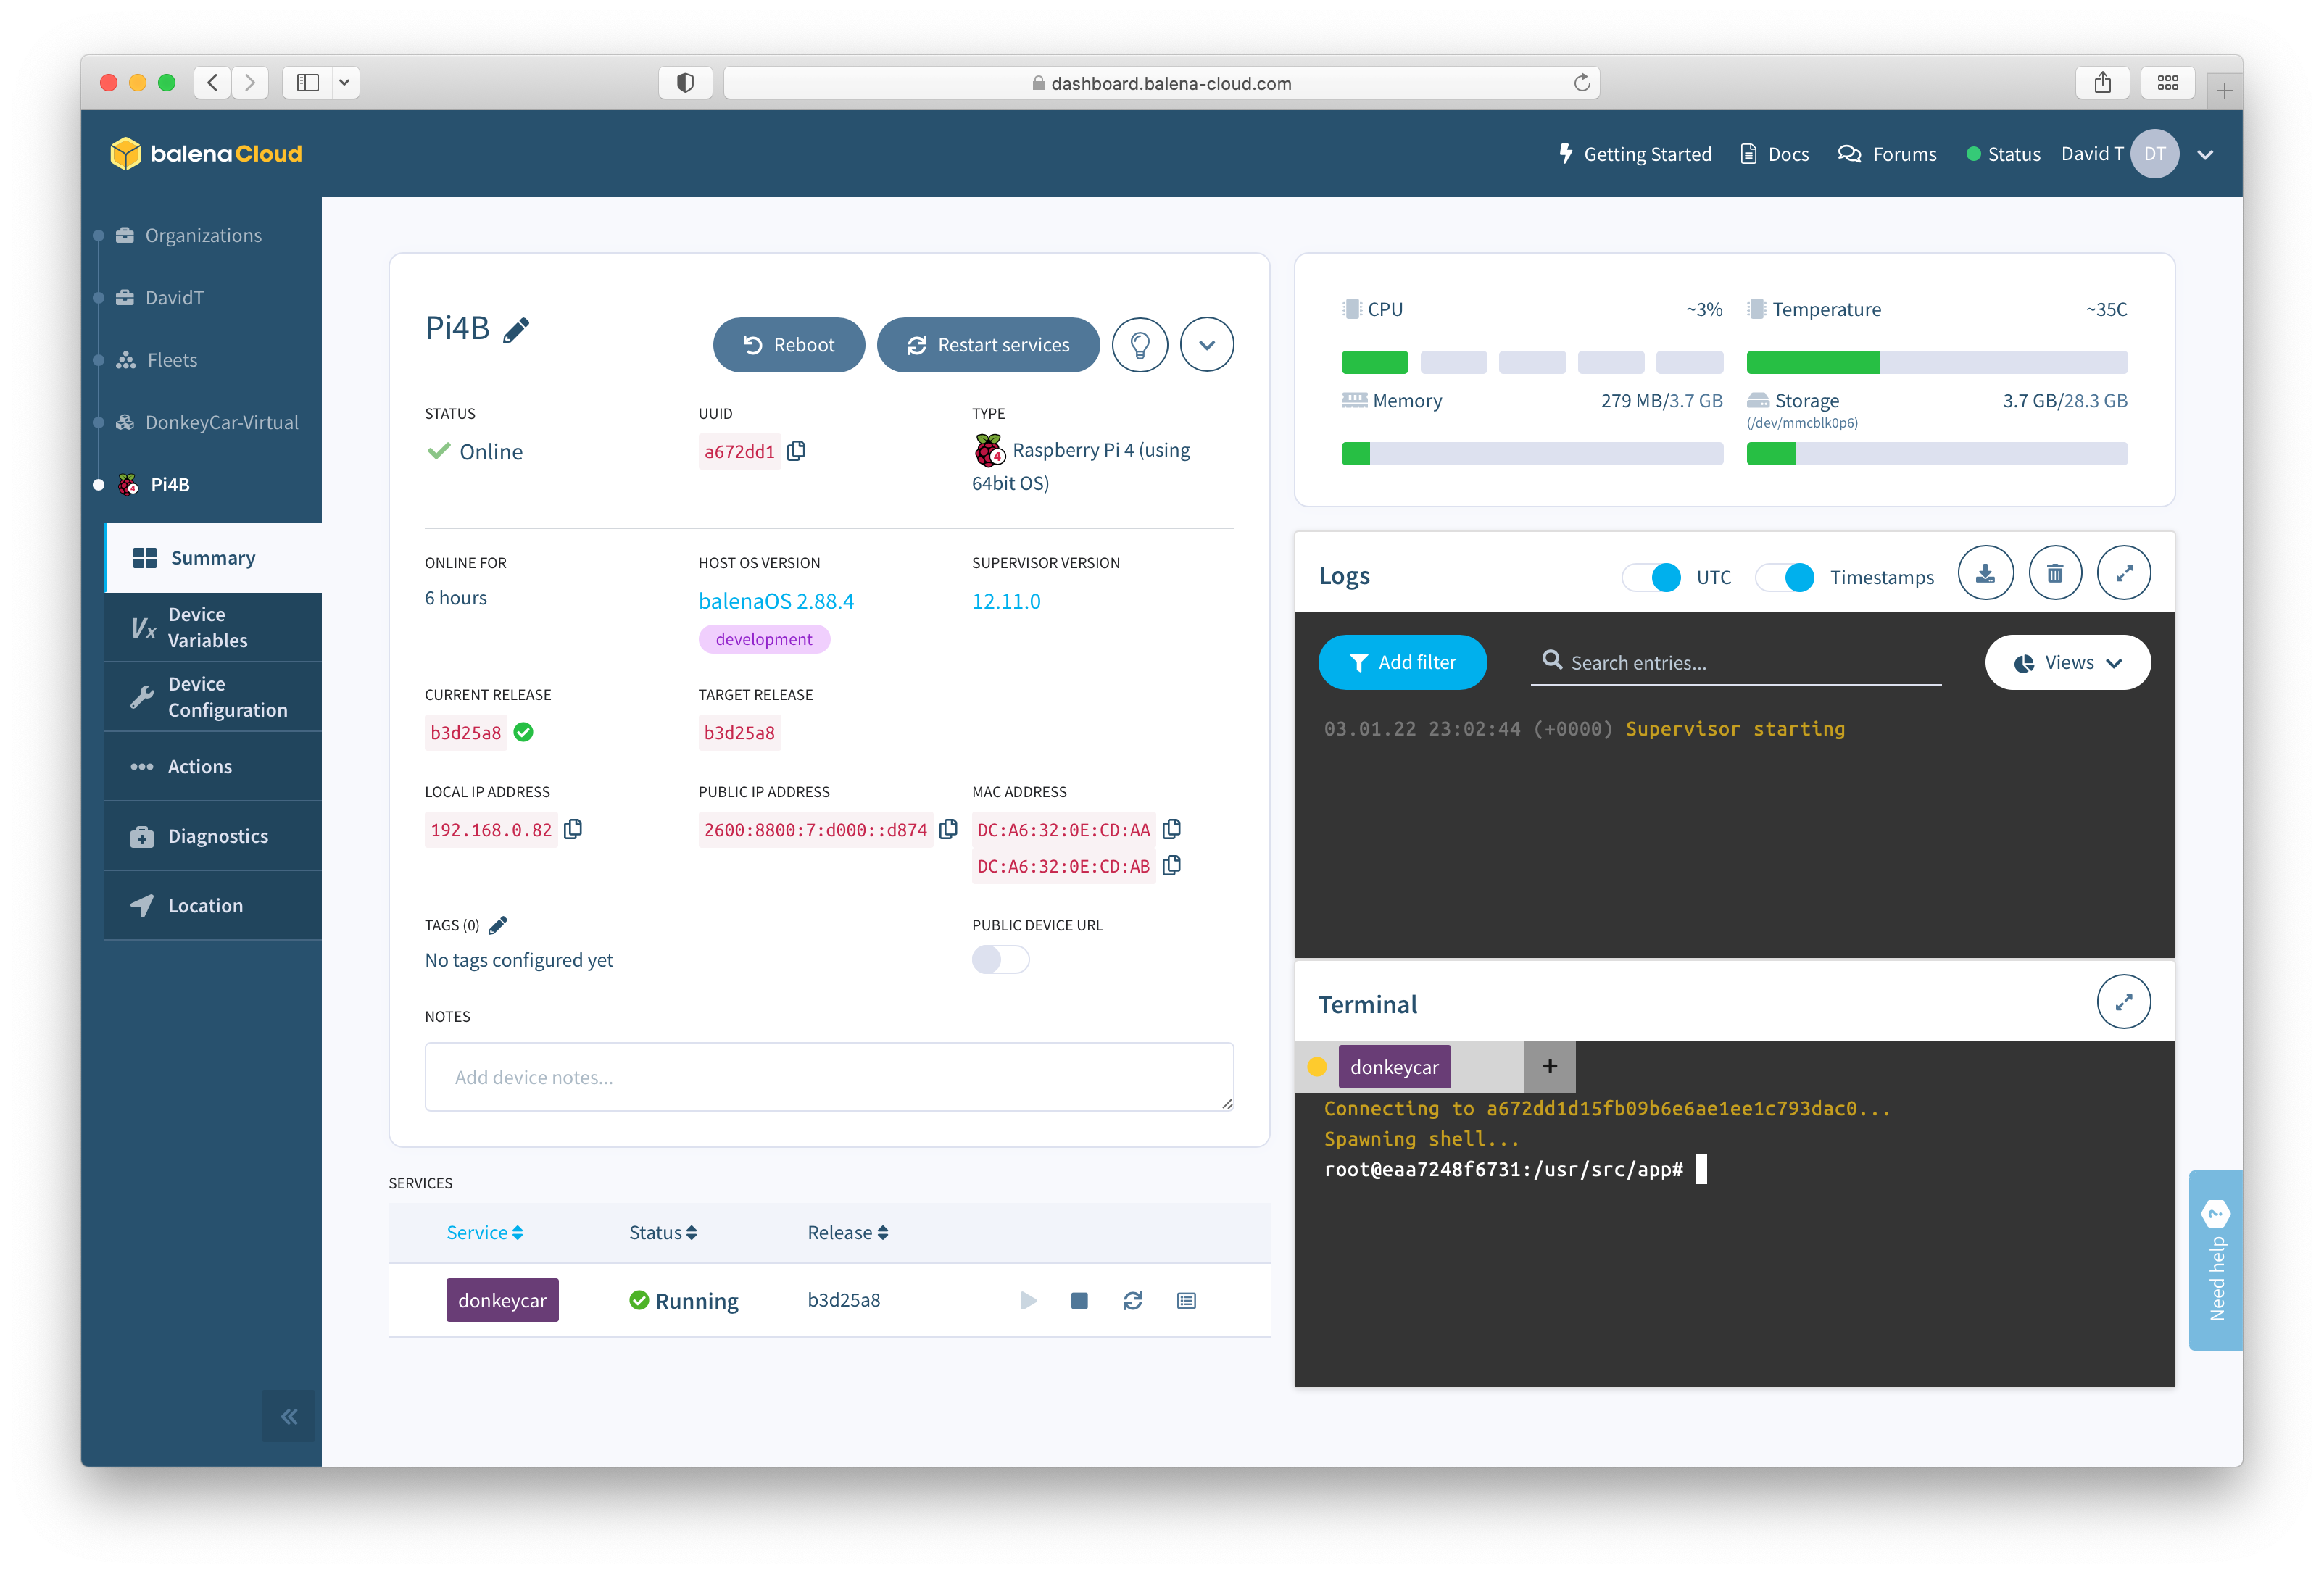 dashboard.balena-cloud.com
balenaCloud
Getting Started
Docs
Forums
Status
David T
DT
Organizations
DavidT
Fleets
DonkeyCar-Virtual
Pi4B
Summary
Device
Variables
Device
Configuration
Actions
Diagnostics
Location
Pi4B
Reboot
Restart services
STATUS
UUID
TYPE
Online
a672dd1
Raspberry Pi 4 (using
64bit OS)
ONLINE FOR
HOST OS VERSION
SUPERVISOR VERSION
6 hours
balenaOS 2.88.4
12.11.0
development
CURRENT RELEASE
TARGET RELEASE
b3d25a8
b3d25a8
LOCAL IP ADDRESS
PUBLIC IP ADDRESS
MAC ADDRESS
192.168.0.82
2600:8800:7:d000::d874
DC:A6:32:0E:CD:AA
DC:A6:32:0E:CD:AB
TAGS (0)
PUBLIC DEVICE URL
No tags configured yet
NOTES
Add device notes...
SERVICES
Service
Status
Release
donkeycar
Running
b3d25a8
CPU
~3%
Temperature
~35C
Memory
279 MB/3.7 GB
Storage
3.7 GB/28.3 GB
(/dev/mmcblk0p6)
Logs
UTC
Timestamps
Add filter
Search entries...
Views
03.01.22 23:02:44 (+0000) Supervisor starting
Terminal
donkeycar
+
Connecting to a672dd1d15fb09b6e6ae1ee1c793dac0...
Spawning shell...
root@eaa7248f6731:/usr/src/app#
Need help